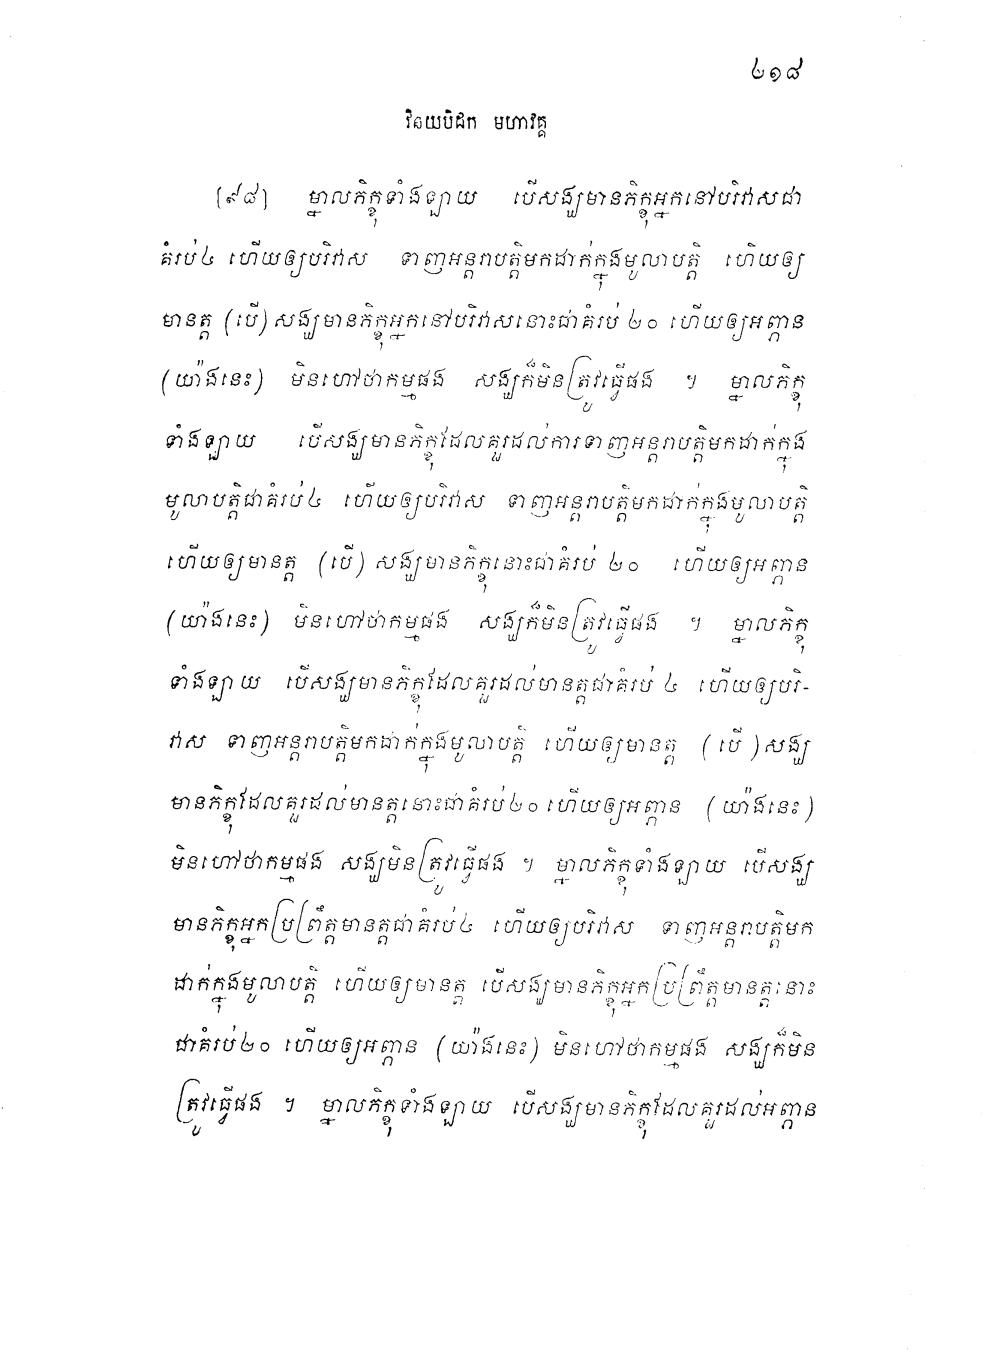 ២១៨
វិនយបិដក មហាវគ្គ
[៩៨] ម្នាលភិក្ខុទាំងឡាយ បើសង្ឃមានភិក្ខុអ្នកនៅបរិវាសជា
គំរប់៤ ហើយឲ្យបរិវាស ទាញអន្តរាបត្តិមកដាក់ក្នុងមូលាបត្តិ ហើយឲ្យ
មានត្ត (បើ) សង្ឃមានភិក្ខុអ្នកនៅបរិវាសនោះជាគំរប់ ២០ ហើយឲ្យអព្ភាន
(យ៉ាងនេះ) មិនហៅថាកម្មផង សង្ឃក៏មិនត្រូវធ្វើផង ។ ម្នាលភិក្ខុ
ទាំងឡាយ បើសង្ឃមានភិក្ខុដែលគួរដល់ការទាញអន្តរាបត្តិមកដាក់ក្នុង
មូលាបត្តិជាគំរប់៤ ហើយឲ្យបរិវាស ទាញអន្តរាបត្តិមកដាក់ក្នុងមូលាបត្តិ
ហើយឲ្យមានត្ត (បើ) សង្ឃមានភិក្ខុនោះជាគំរប់ ២០ ហើយឲ្យអព្ភាន
(យ៉ាងនេះ) មិនហៅថាកម្មផង សង្ឃក៏មិនត្រូវធ្វើផង ។ ម្នាលភិក្ខុ
ទាំងឡាយ បើសង្ឃមានភិក្ខុដែលគួរដល់មានត្តជាគំរប់ ៤ ហើយឲ្យបរិ-
វាស ទាញអន្តរាបត្តិមកដាក់ក្នុងមូលាបត្តិ ហើយឲ្យមានត្ត (បើ) សង្ឃ
មានភិក្ខុដែលគួរដល់មានត្តនោះជាគំរប់២០ ហើយឲ្យអព្ភាន (យ៉ាងនេះ)
មិនហៅថាកម្មផង សង្ឃមិនត្រូវធ្វើផង ។ ម្នាលភិក្ខុទាំងឡាយ បើសង្ឃ
មានភិក្ខុអ្នកប្រព្រឹត្តមានត្តជាគំរប់៤ ហើយឲ្យបរិវាស ទាញអន្តរាបត្តិមក
ដាក់ក្នុងមូលាបត្តិ ហើយឲ្យមានត្ត បើសង្ឃមានភិក្ខុអ្នកប្រព្រឹត្តមានត្តនោះ
ជាគំរប់២០ ហើយឲ្យអព្ភាន (យ៉ាងនេះ) មិនហៅថាកម្មផង សង្ឃក៏មិន
ត្រូវធ្វើផង ។ ម្នាលភិក្ខុទាំងឡាយ បើសង្ឃមានភិក្ខុដែលគួរដល់អព្ភាន